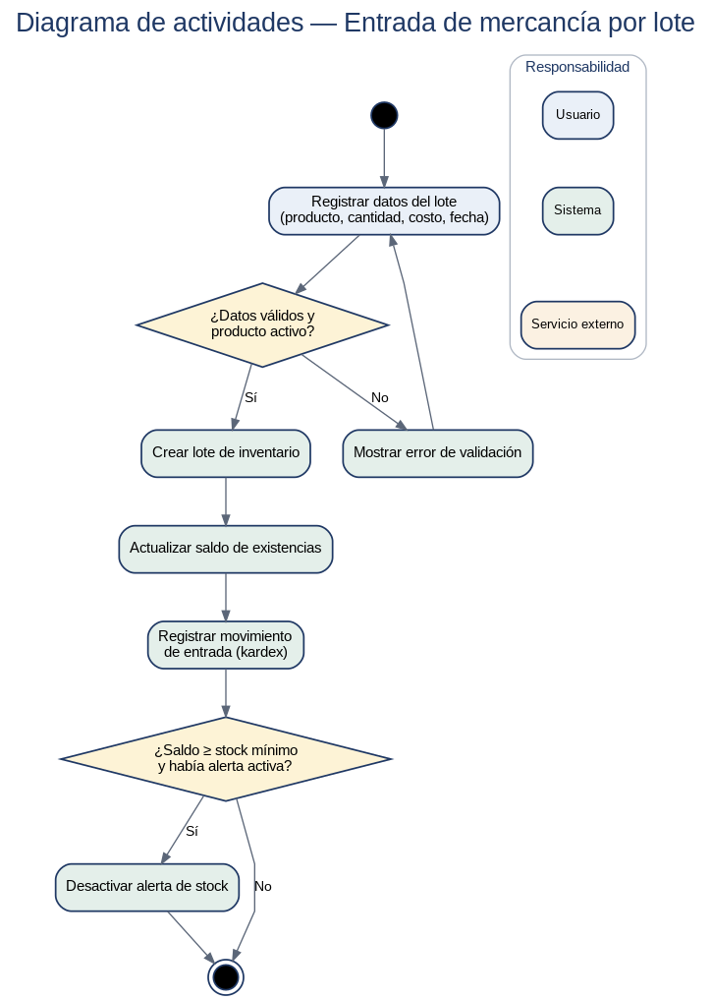 Diagrama de actividades — Entrada de mercancía por lote
Responsabilidad
Usuario
Sistema
Servicio externo
Registrar datos del lote
(producto, cantidad, costo, fecha)
¿Datos válidos y
producto activo?
Sí
No
Crear lote de inventario
Mostrar error de validación
Actualizar saldo de existencias
Registrar movimiento
de entrada (kardex)
¿Saldo ≥ stock mínimo
y había alerta activa?
Sí
Desactivar alerta de stock
No